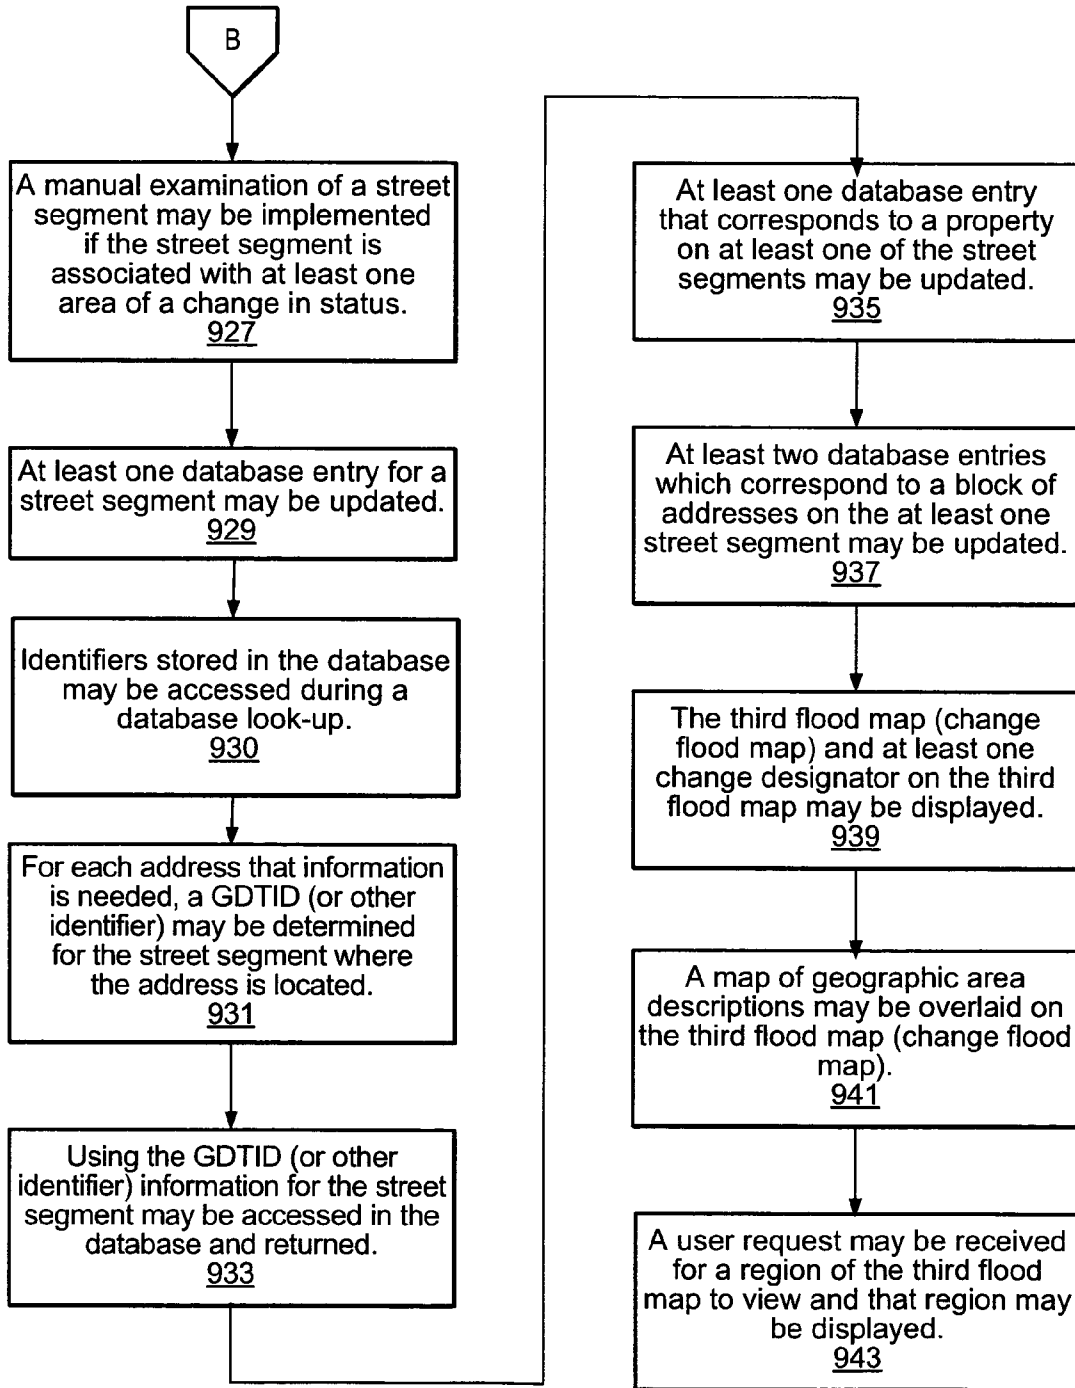 B
A manual examination of a street
segment may be implemented
if the street segment is
associated with at least one
area of a change in status.
927
At least one database entry for a
street segment may be updated.
929
Identifiers stored in the database
may be accessed during a
database look-up.
930
For each address that information
is needed, a GDTID (or other
identifier) may be determined
for the street segment where
the address is located.
931
Using the GDTID (or other
identifier) information for the street
segment may be accessed in the
database and returned.
933
At least one database entry
that corresponds to a property
on at least one of the street
segments may be updated.
935
At least two database entries
which correspond to a block of
addresses on the at least one
street segment may be updated.
937
The third flood map (change
flood map) and at least one
change designator on the third
flood map may be displayed.
939
A map of geographic area
descriptions may be overlaid on
the third flood map (change flood
map).
941
A user request may be received
for a region of the third flood
map to view and that region may
be displayed.
943